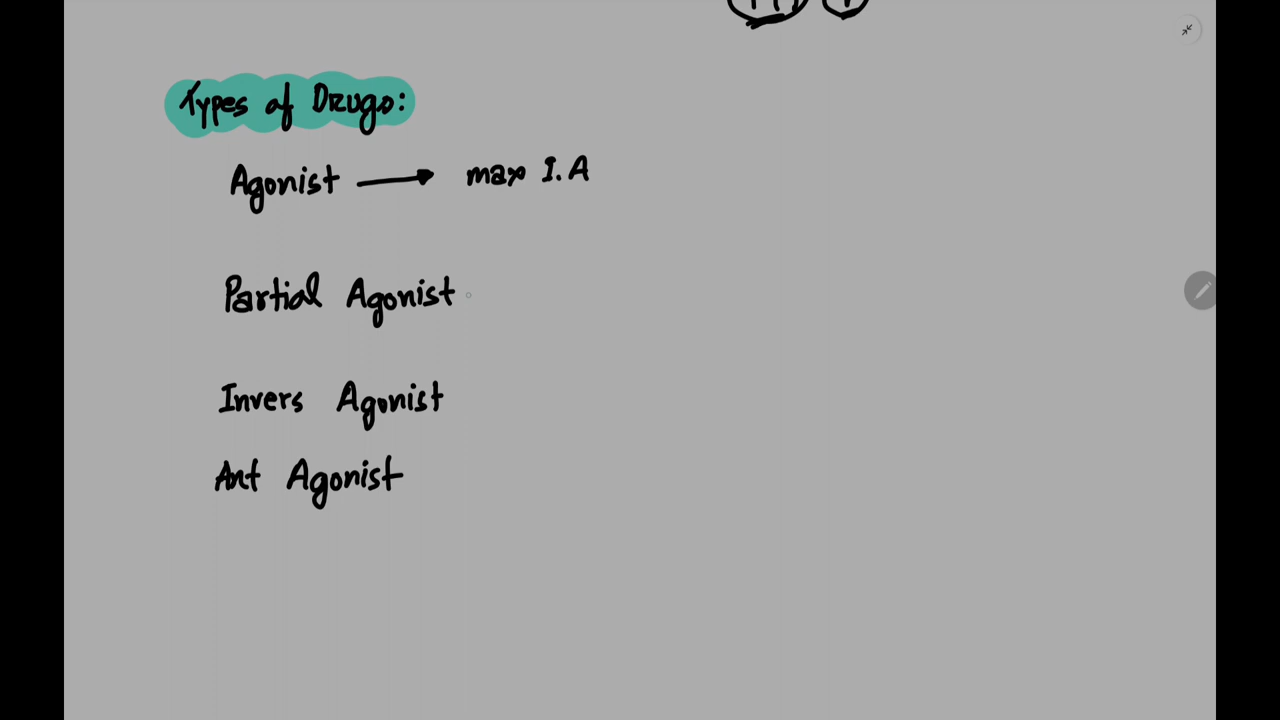 Types of Drugs:
Agonist → max I.A
Partial Agonist
Invers Agonist
Ant Agonist